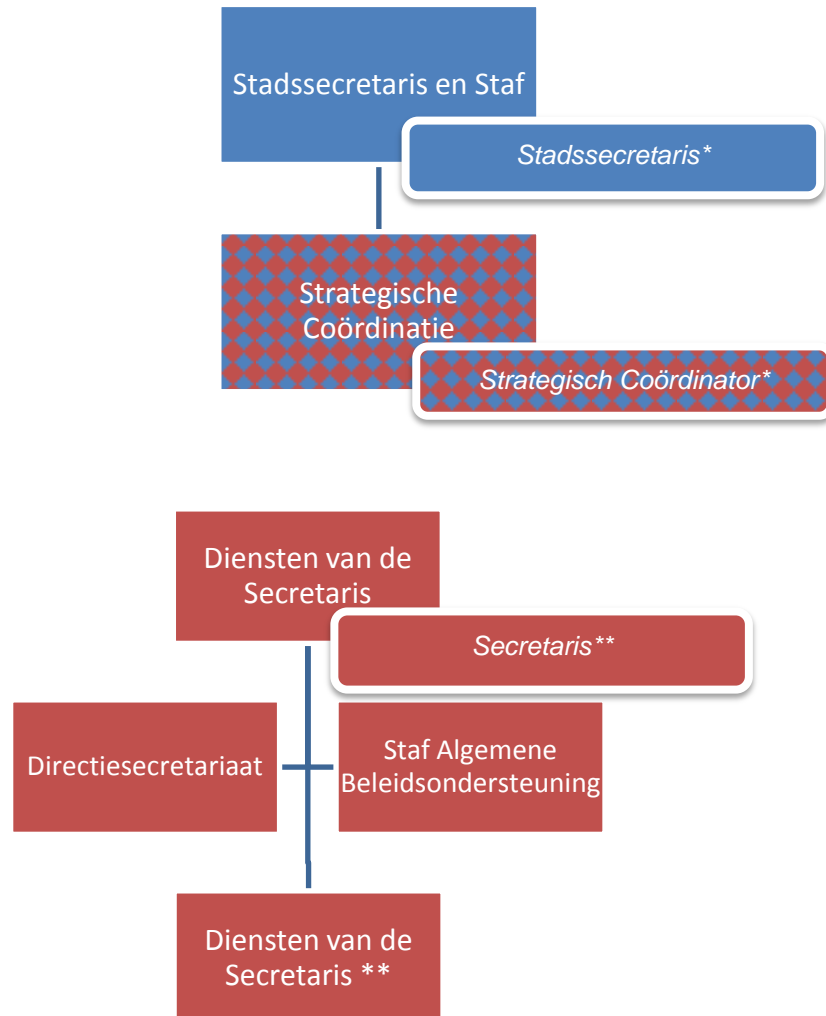 Stadssecretaris en Staf
Stadssecretaris*
Strategische
Coördinatie
Strategisch Coördinator*
Diensten van de
Secretaris
Secretaris**
Directiesecretariaat
Staf Algemene
Beleidsondersteuning
Diensten van de
Secretaris **